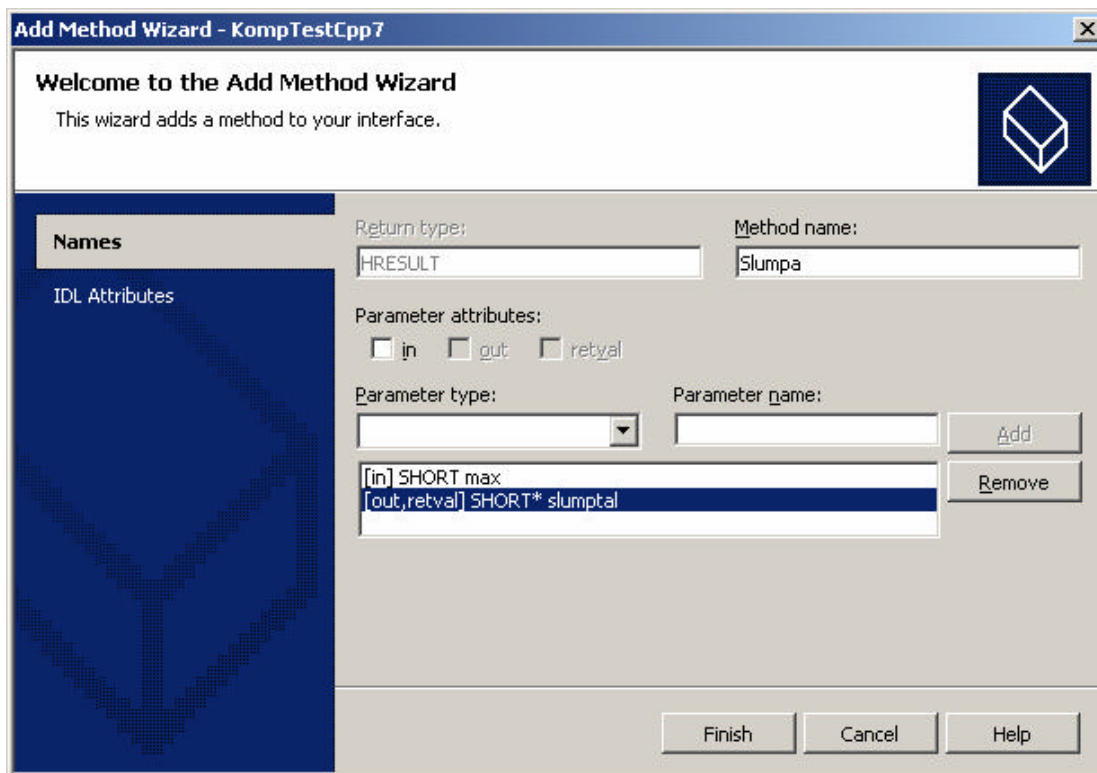 Add Method Wizard - KompTestCpp7
Welcome to the Add Method Wizard
This wizard adds a method to your interface.
Names
IDL Attributes
Return type:
Method name:
HRESULT
Slumpa
Parameter attributes:
in
out
retval
Parameter type:
Parameter name:
Add
[in] SHORT max
[out,retval] SHORT* slumptal
Remove
Finish
Cancel
Help